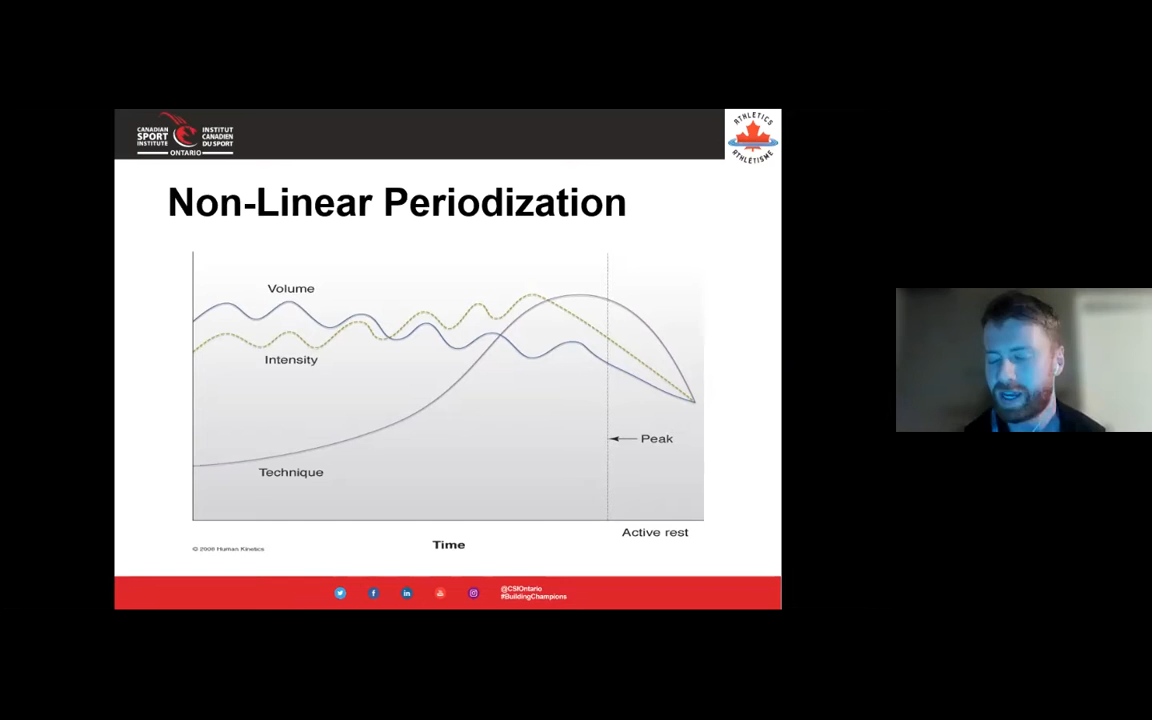 CANADIAN
SPORT
INSTITUTE
INSTITUT
CANADIEN
DU SPORT
ONTARIO
ATHLETICS
ATHLÉTISME
Non-Linear Periodization
Volume
Intensity
Technique
Peak
Active rest
Time
© 2009 Human Kinetics
@CSIOntario
#BuildingChampions